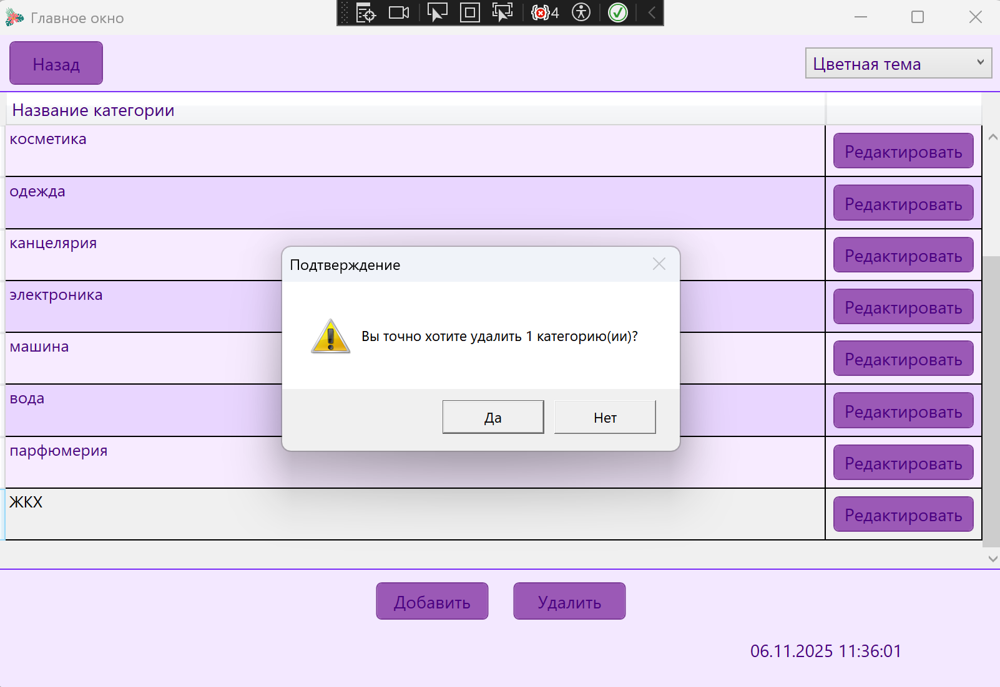 Главное окно
4
Назад
Цветная тема
Название категории
косметика
Редактировать
одежда
Редактировать
канцелярия
Редактировать
электроника
Редактировать
машина
Редактировать
вода
Редактировать
парфюмерия
Редактировать
ЖКХ
Редактировать
Подтверждение
Вы точно хотите удалить 1 категорию(ии)?
Да
Нет
Добавить
Удалить
06.11.2025 11:36:01